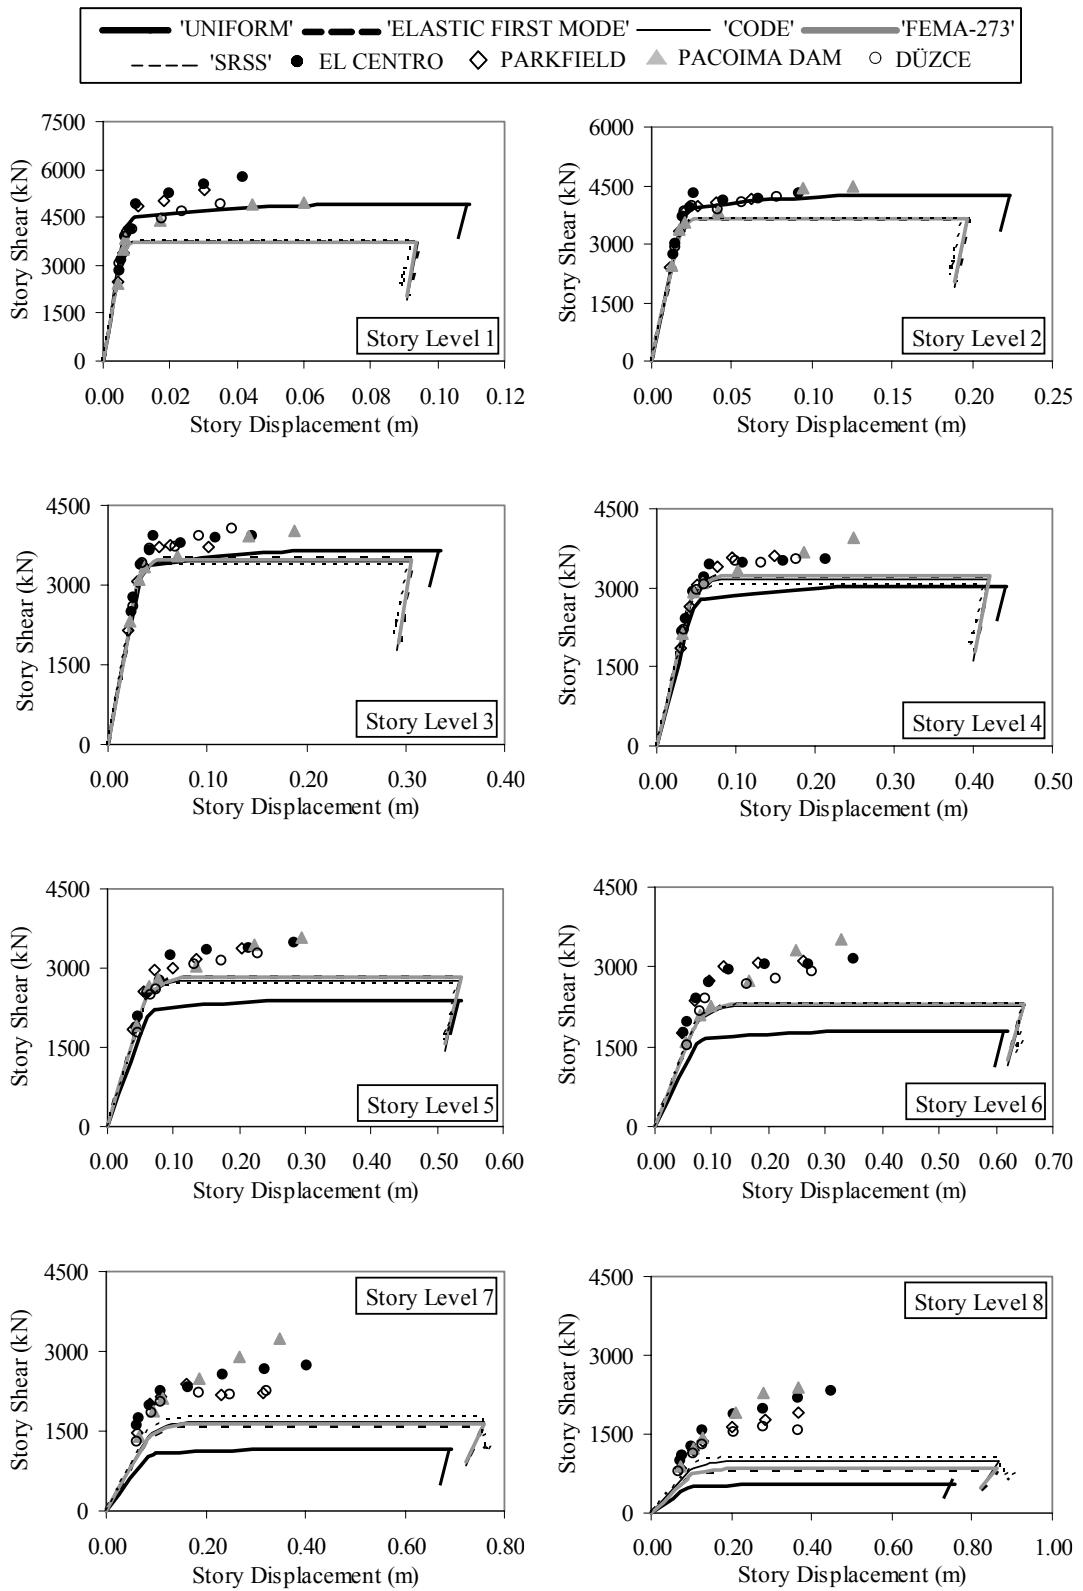 'UNIFORM' 'ELASTIC FIRST MODE' 'CODE' 'FEMA-273'
'SRSS' EL CENTRO PARKFIELD PACOIMA DAM DÜZCE
Story Shear (kN)
7500
6000
4500
3000
1500
0
Story Level 1
0.00 0.02 0.04 0.06 0.08 0.10 0.12
Story Displacement (m)
Story Shear (kN)
6000
4500
3000
1500
0
Story Level 2
0.00 0.05 0.10 0.15 0.20 0.25
Story Displacement (m)
Story Shear (kN)
4500
3000
1500
0
Story Level 3
0.00 0.10 0.20 0.30 0.40
Story Displacement (m)
Story Shear (kN)
4500
3000
1500
0
Story Level 4
0.00 0.10 0.20 0.30 0.40 0.50
Story Displacement (m)
Story Shear (kN)
4500
3000
1500
0
Story Level 5
0.00 0.10 0.20 0.30 0.40 0.50 0.60
Story Displacement (m)
Story Shear (kN)
4500
3000
1500
0
Story Level 6
0.00 0.10 0.20 0.30 0.40 0.50 0.60 0.70
Story Displacement (m)
Story Shear (kN)
4500
3000
1500
0
Story Level 7
0.00 0.20 0.40 0.60 0.80
Story Displacement (m)
Story Shear (kN)
4500
3000
1500
0
Story Level 8
0.00 0.20 0.40 0.60 0.80 1.00
Story Displacement (m)